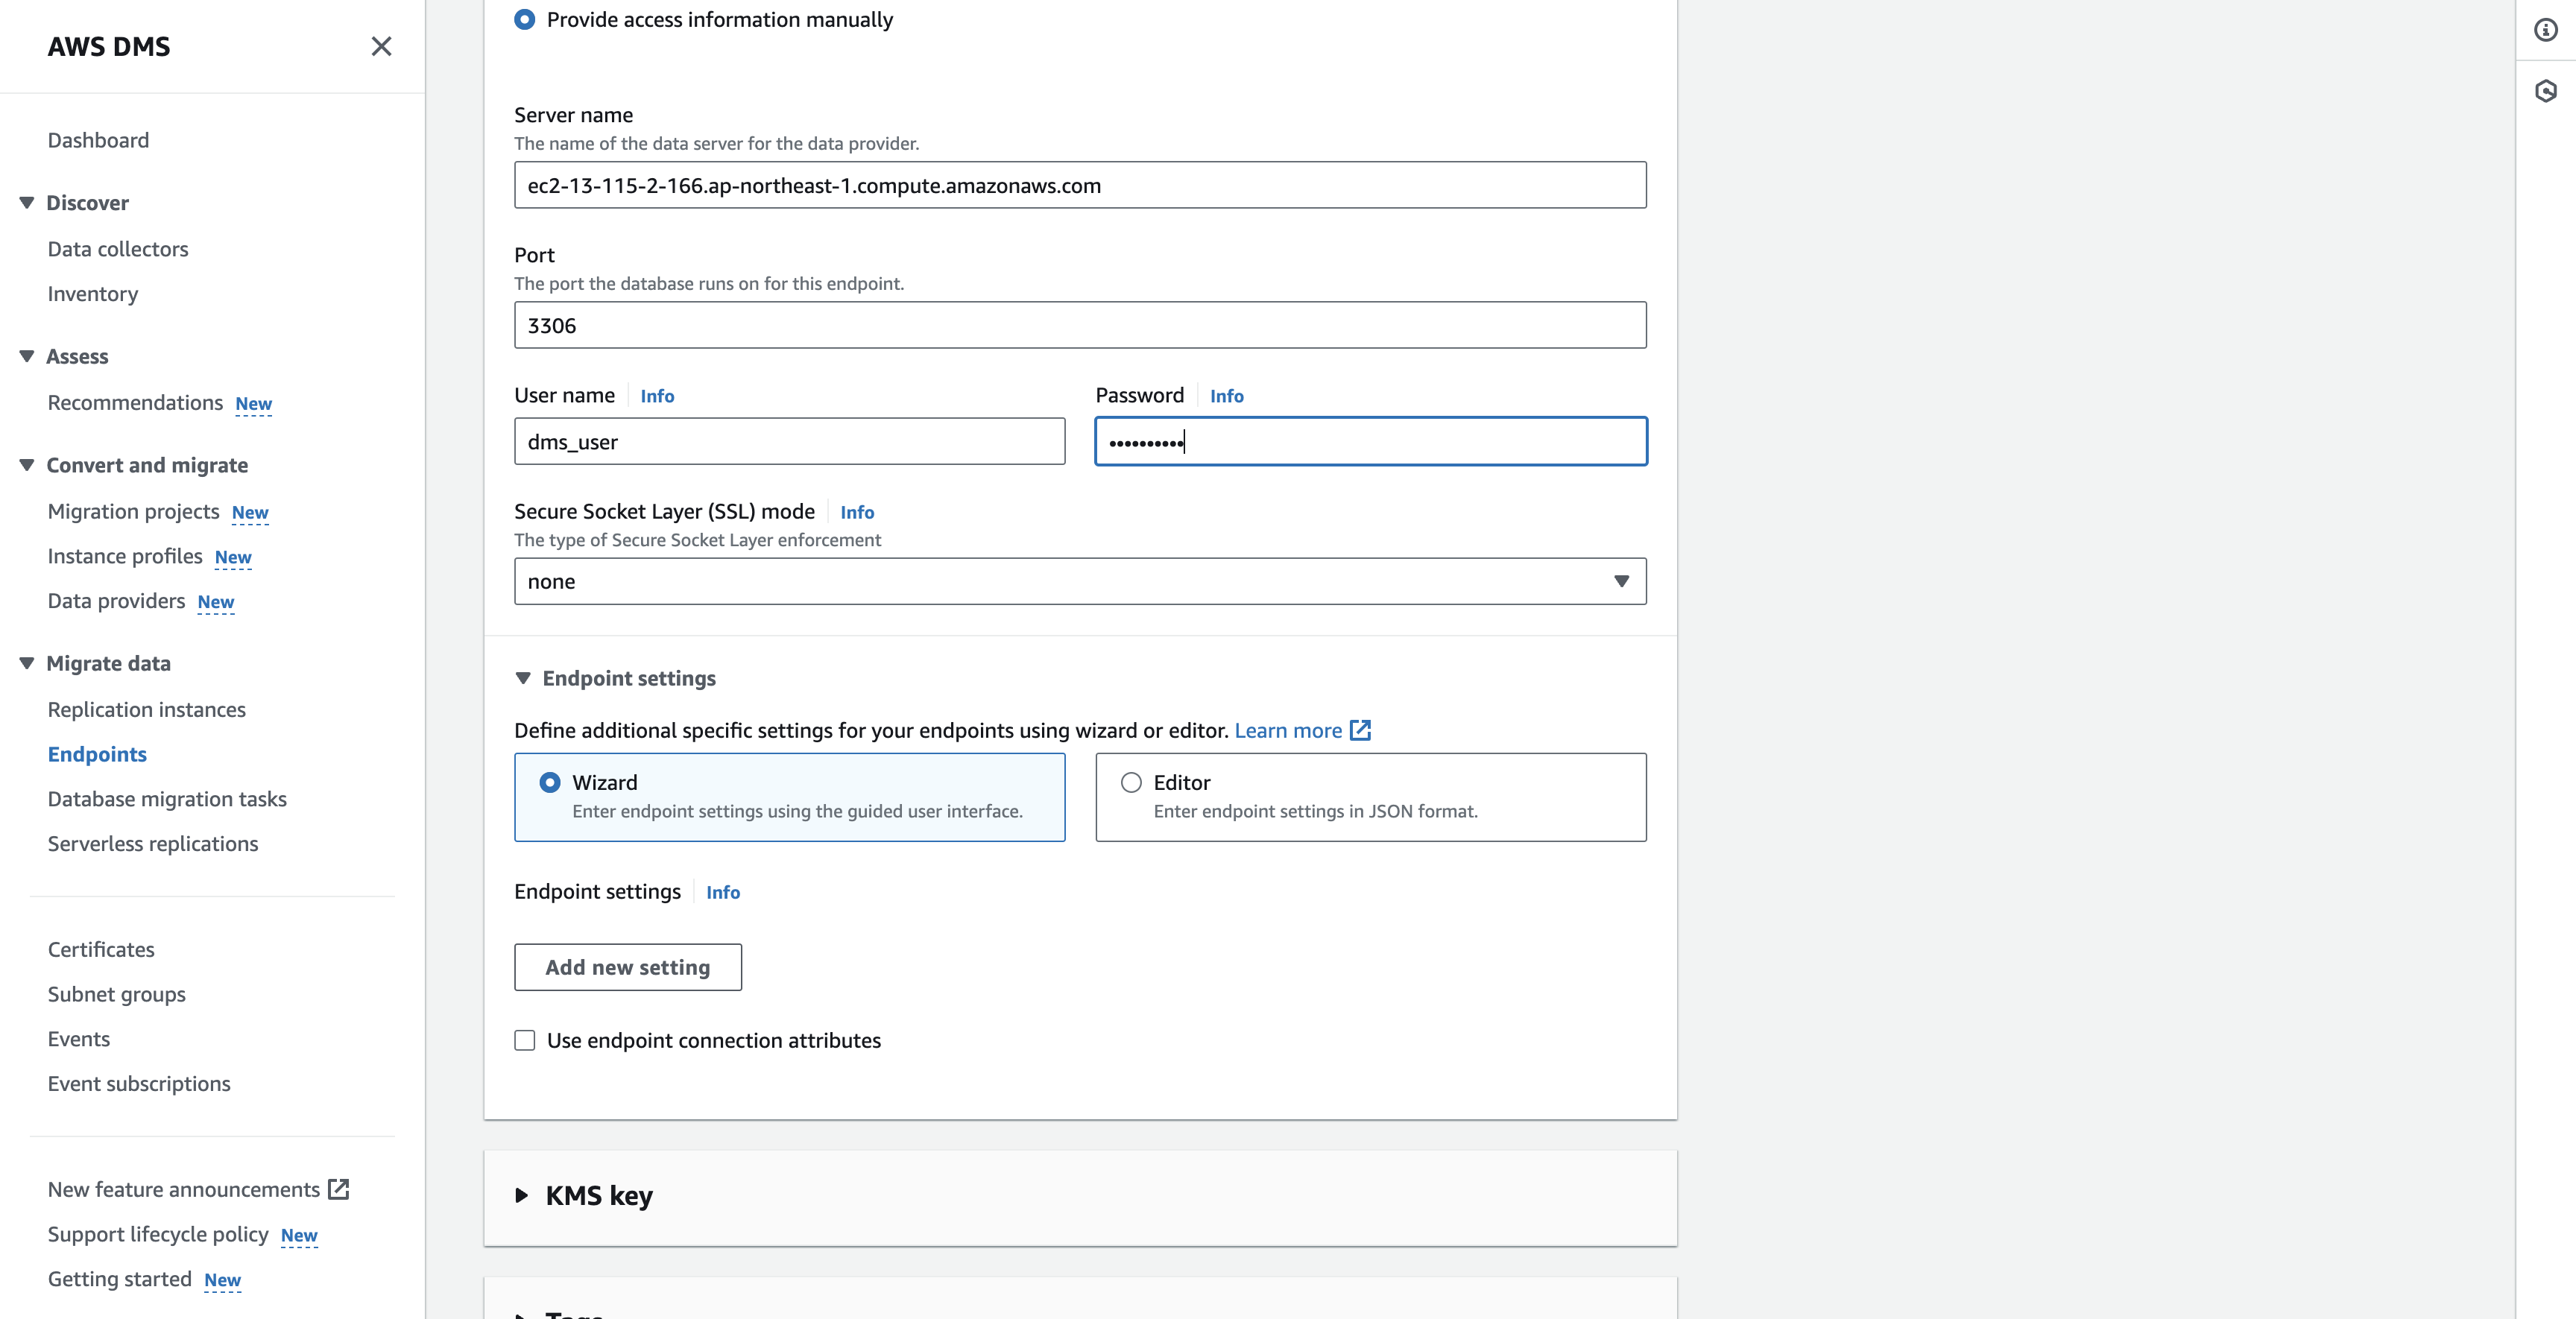 AWS DMS
Dashboard
Discover
Data collectors
Inventory
Assess
Recommendations New
Convert and migrate
Migration projects New
Instance profiles New
Data providers New
Migrate data
Replication instances
Endpoints
Database migration tasks
Serverless replications
Certificates
Subnet groups
Events
Event subscriptions
New feature announcements
Support lifecycle policy New
Getting started New
Provide access information manually
Server name
The name of the data server for the data provider.
ec2-13-115-2-166.ap-northeast-1.compute.amazonaws.com
Port
The port the database runs on for this endpoint.
3306
User name Info
Password Info
dms_user
••••••••••
Secure Socket Layer (SSL) mode Info
The type of Secure Socket Layer enforcement
none
Endpoint settings
Define additional specific settings for your endpoints using wizard or editor. Learn more
Wizard
Enter endpoint settings using the guided user interface.
Editor
Enter endpoint settings in JSON format.
Endpoint settings Info
Add new setting
Use endpoint connection attributes
KMS key
Tags